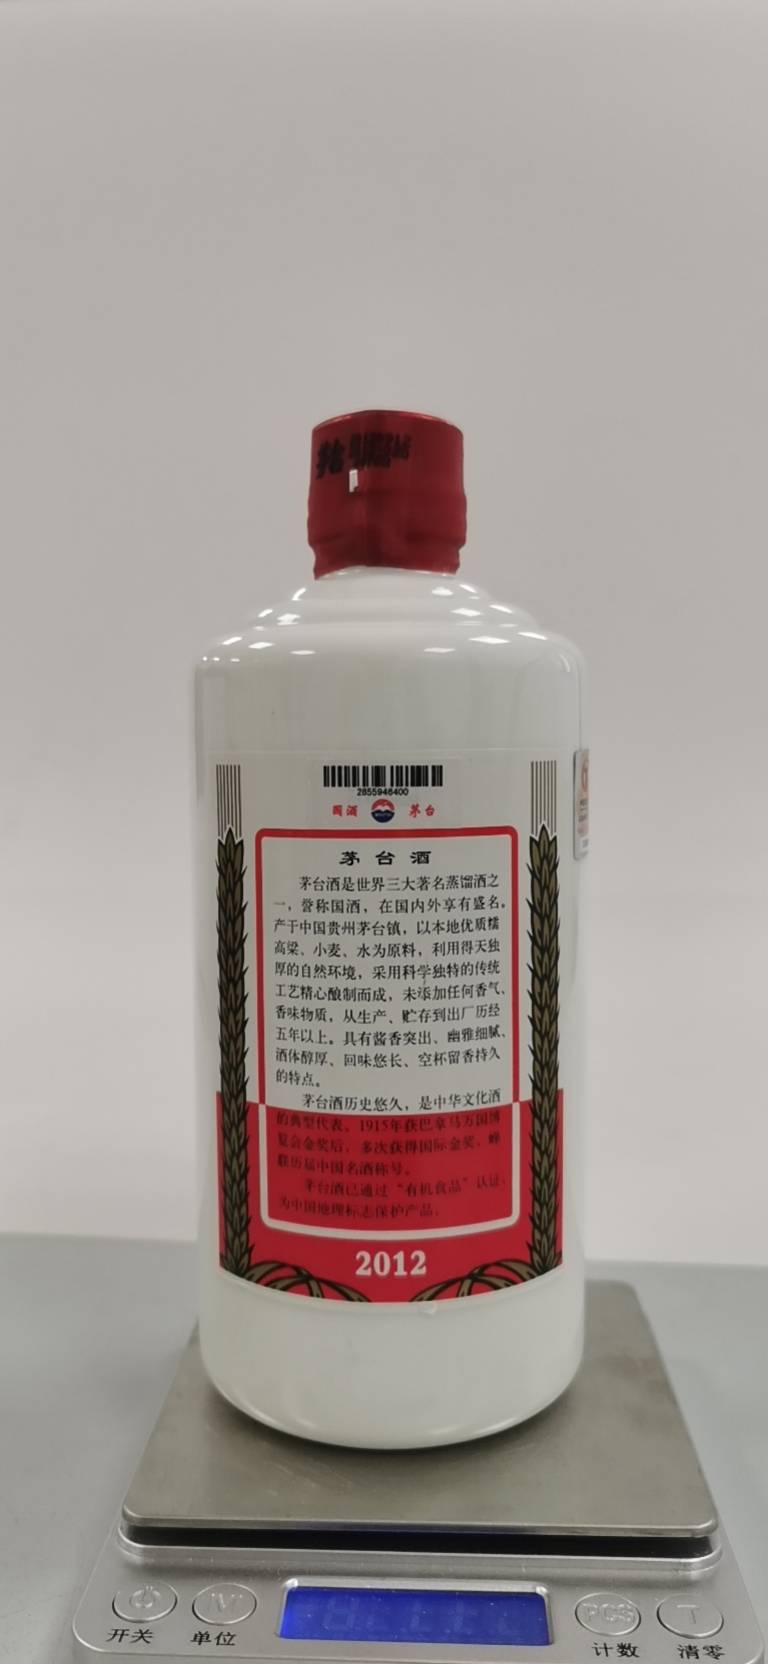 2855946400
国酒 茅台
茅台酒
茅台酒是世界三大著名蒸馏酒之
一，誉称国酒，在国内外享有盛名。
产于中国贵州茅台镇，以本地优质糯
高粱、小麦、水为原料，利用得天独
厚的自然环境，采用科学独特的传统
工艺精心酿制而成，未添加任何香气、
香味物质，从生产、贮存到出厂历经
五年以上。具有酱香突出、幽雅细腻、
酒体醇厚、回味悠长、空杯留香持久
的特点。
茅台酒历史悠久，是中华文化酒
的典型代表。1915年获巴拿马万国博
览会金奖后，多次获得国际金奖，蝉
联历届中国名酒称号。
茅台酒已通过“有机食品”认证，
为中国地理标志保护产品。
2012
开关 单位 PCS T
计数 清零